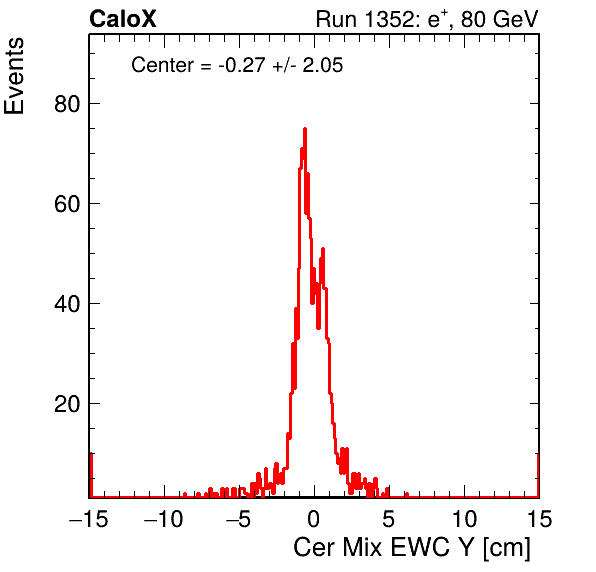 CaloX Run 1352: e⁺, 80 GeV
Center = -0.27 +/- 2.05
Events
80
60
40
20
−15 −10 −5 0 5 10 15
Cer Mix EWC Y [cm]